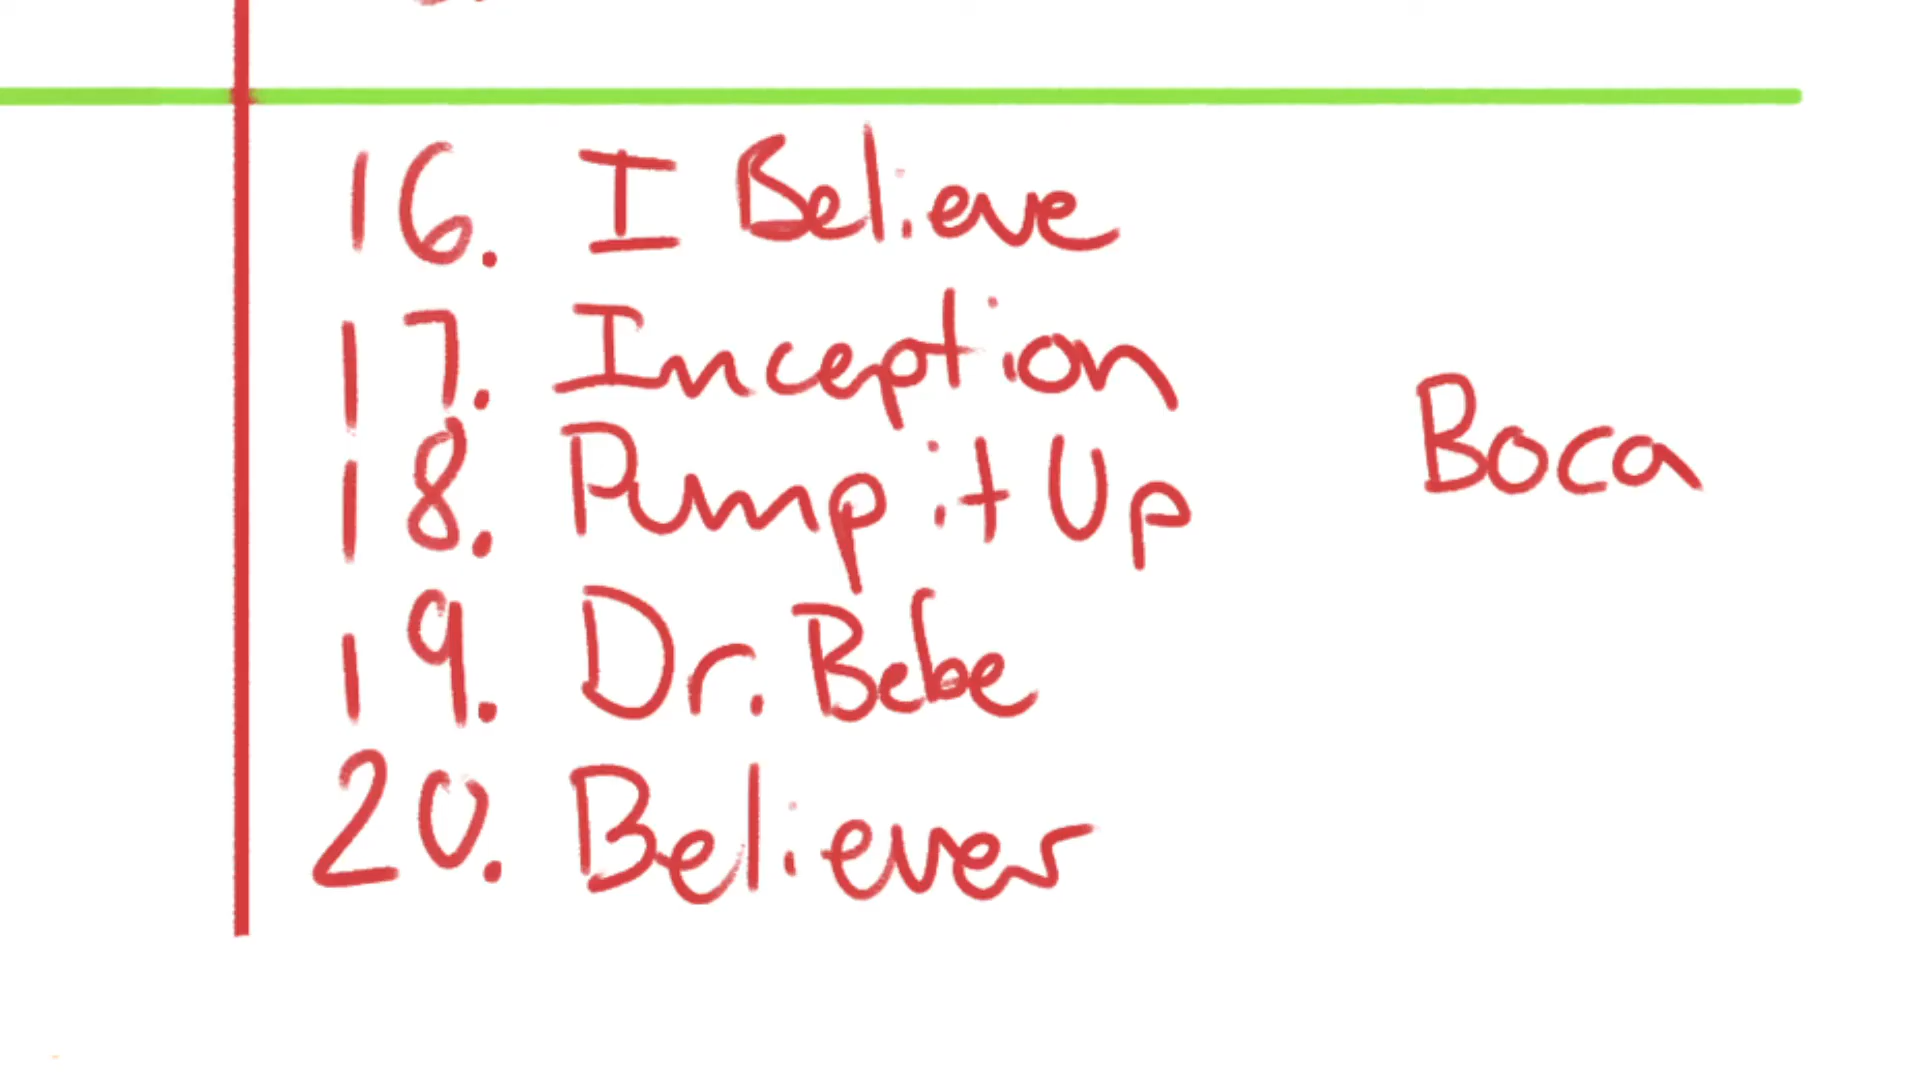 16. I Believe
17. Inception
18. Pump it Up
Boca
19. Dr. Bebe
20. Believer